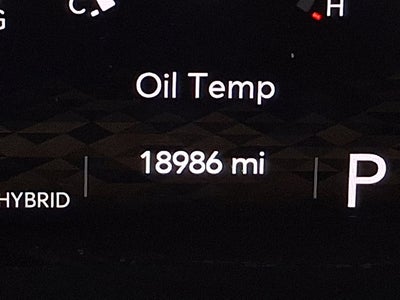 C H
Oil Temp
18986 mi
HYBRID P